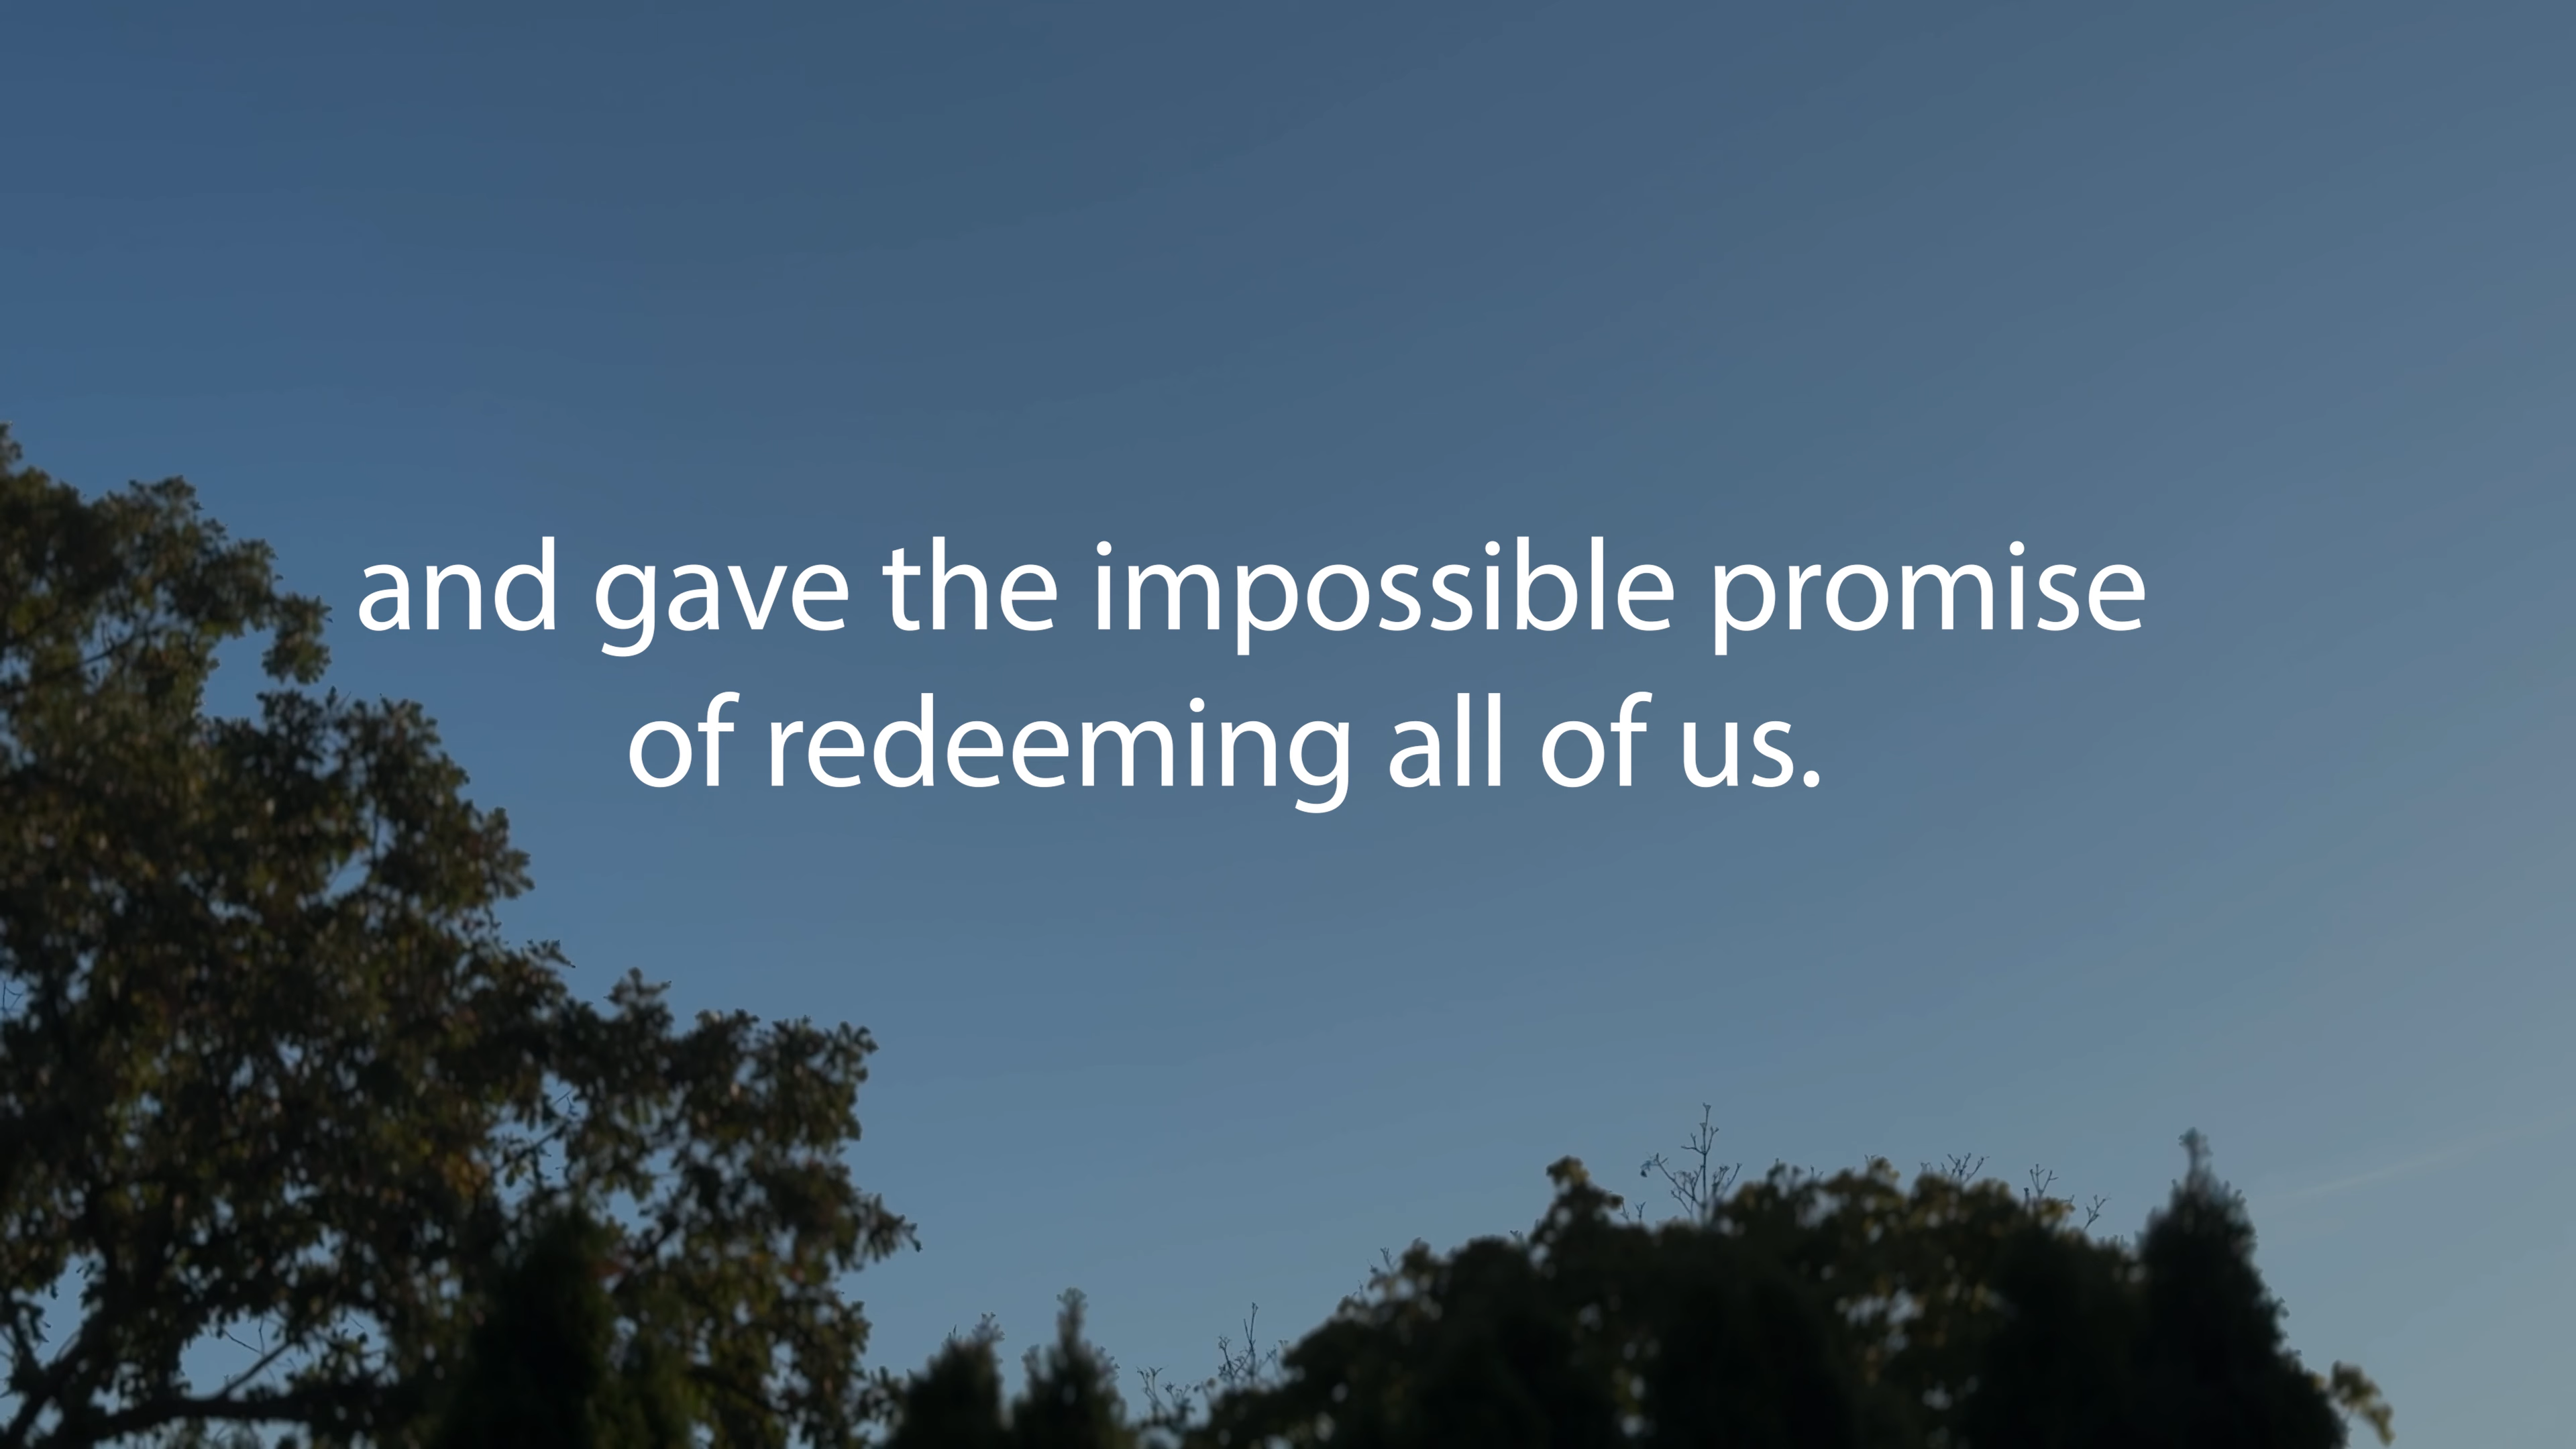 and gave the impossible promise
of redeeming all of us.